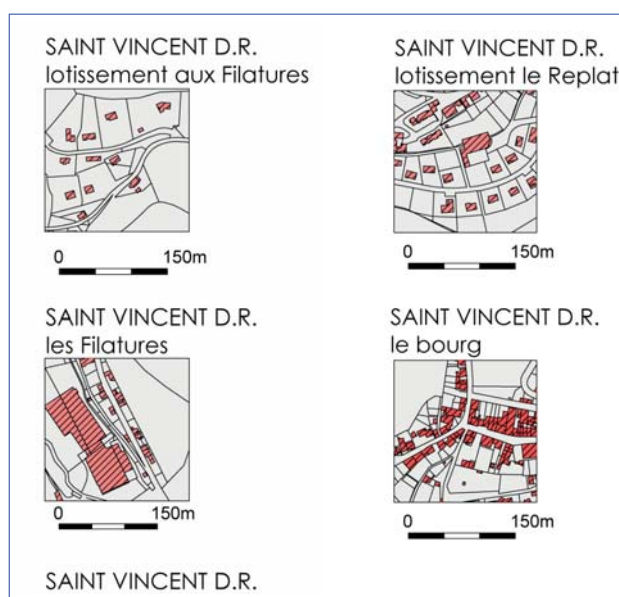 SAINT VINCENT D.R.
lotissement aux Filatures
0 150m
SAINT VINCENT D.R.
lotissement le Replat
0 150m
SAINT VINCENT D.R.
les Filatures
0 150m
SAINT VINCENT D.R.
le bourg
0 150m
SAINT VINCENT D.R.